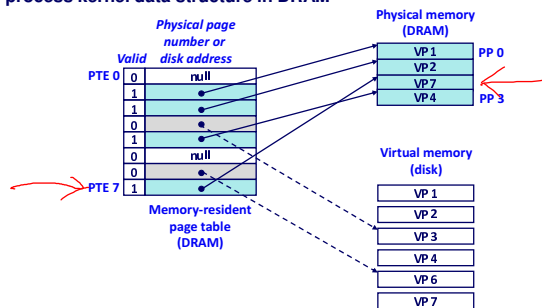 process kernel data structure in DRAM
Physical page
number or
disk address
Valid
PTE 0
0
null
1
1
0
1
0
null
0
PTE 7
1
Memory-resident
page table
(DRAM)
Physical memory
(DRAM)
VP 1
PP 0
VP 2
VP 7
VP 4
PP 3
Virtual memory
(disk)
VP 1
VP 2
VP 3
VP 4
VP 6
VP 7